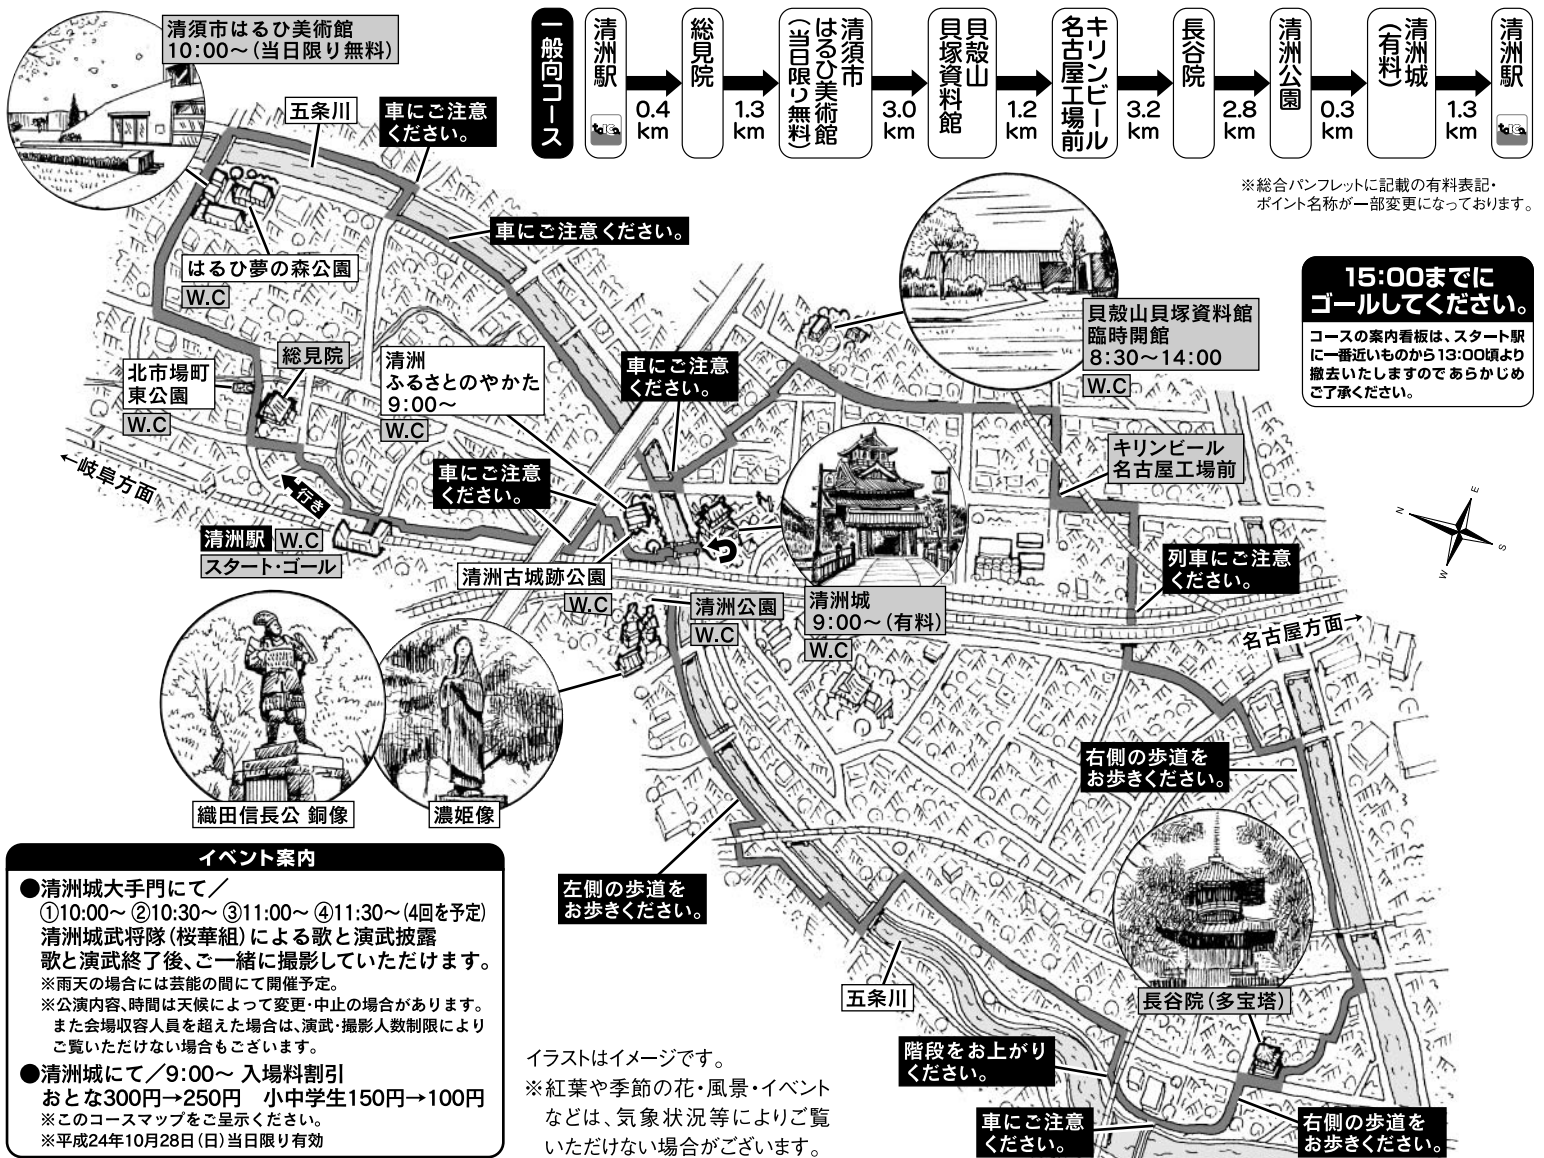 一般向コース
清洲駅
toica
0.4
km
総見院
1.3
km
清須市
はるひ美術館
(当日限り無料)
3.0
km
貝殻山
貝塚資料館
1.2
km
キリンビール
名古屋工場前
3.2
km
長谷院
2.8
km
清洲公園
0.3
km
清洲城
(有料)
1.3
km
清洲駅
toica
※総合パンフレットに記載の有料表記・
ポイント名称が一部変更になっております。
15:00までに
ゴールしてください。
コースの案内看板は、スタート駅
に一番近いものから13:00頃より
撤去いたしますのであらかじめ
ご了承ください。
清須市はるひ美術館
10:00〜(当日限り無料)
五条川
車にご注意
ください。
車にご注意ください。
はるひ夢の森公園
W.C
総見院
北市場町
東公園
W.C
清洲
ふるさとのやかた
9:00〜
W.C
車にご注意
ください。
貝殻山貝塚資料館
臨時開館
8:30〜14:00
W.C
キリンビール
名古屋工場前
←岐阜方面
行き
車にご注意
ください。
清洲駅
W.C
スタート・ゴール
清洲古城跡公園
W.C
清洲公園
W.C
清洲城
9:00〜(有料)
W.C
列車にご注意
ください。
N
E
S
W
名古屋方面→
織田信長公 銅像
濃姫像
右側の歩道を
お歩きください。
左側の歩道を
お歩きください。
五条川
長谷院(多宝塔)
階段をお上がり
ください。
車にご注意
ください。
右側の歩道を
お歩きください。
イベント案内
●清洲城大手門にて／
①10:00〜 ②10:30〜 ③11:00〜 ④11:30〜(4回を予定)
清洲城武将隊(桜華組)による歌と演武披露
歌と演武終了後、ご一緒に撮影していただけます。
※雨天の場合には芸能の間にて開催予定。
※公演内容、時間は天候によって変更・中止の場合があります。
また会場収容人員を超えた場合は、演武・撮影人数制限により
ご覧いただけない場合もございます。
●清洲城にて／9:00〜 入場料割引
おとな300円→250円　小中学生150円→100円
※このコースマップをご呈示ください。
※平成24年10月28日(日)当日限り有効
イラストはイメージです。
※紅葉や季節の花・風景・イベント
などは、気象状況等によりご覧
いただけない場合がございます。